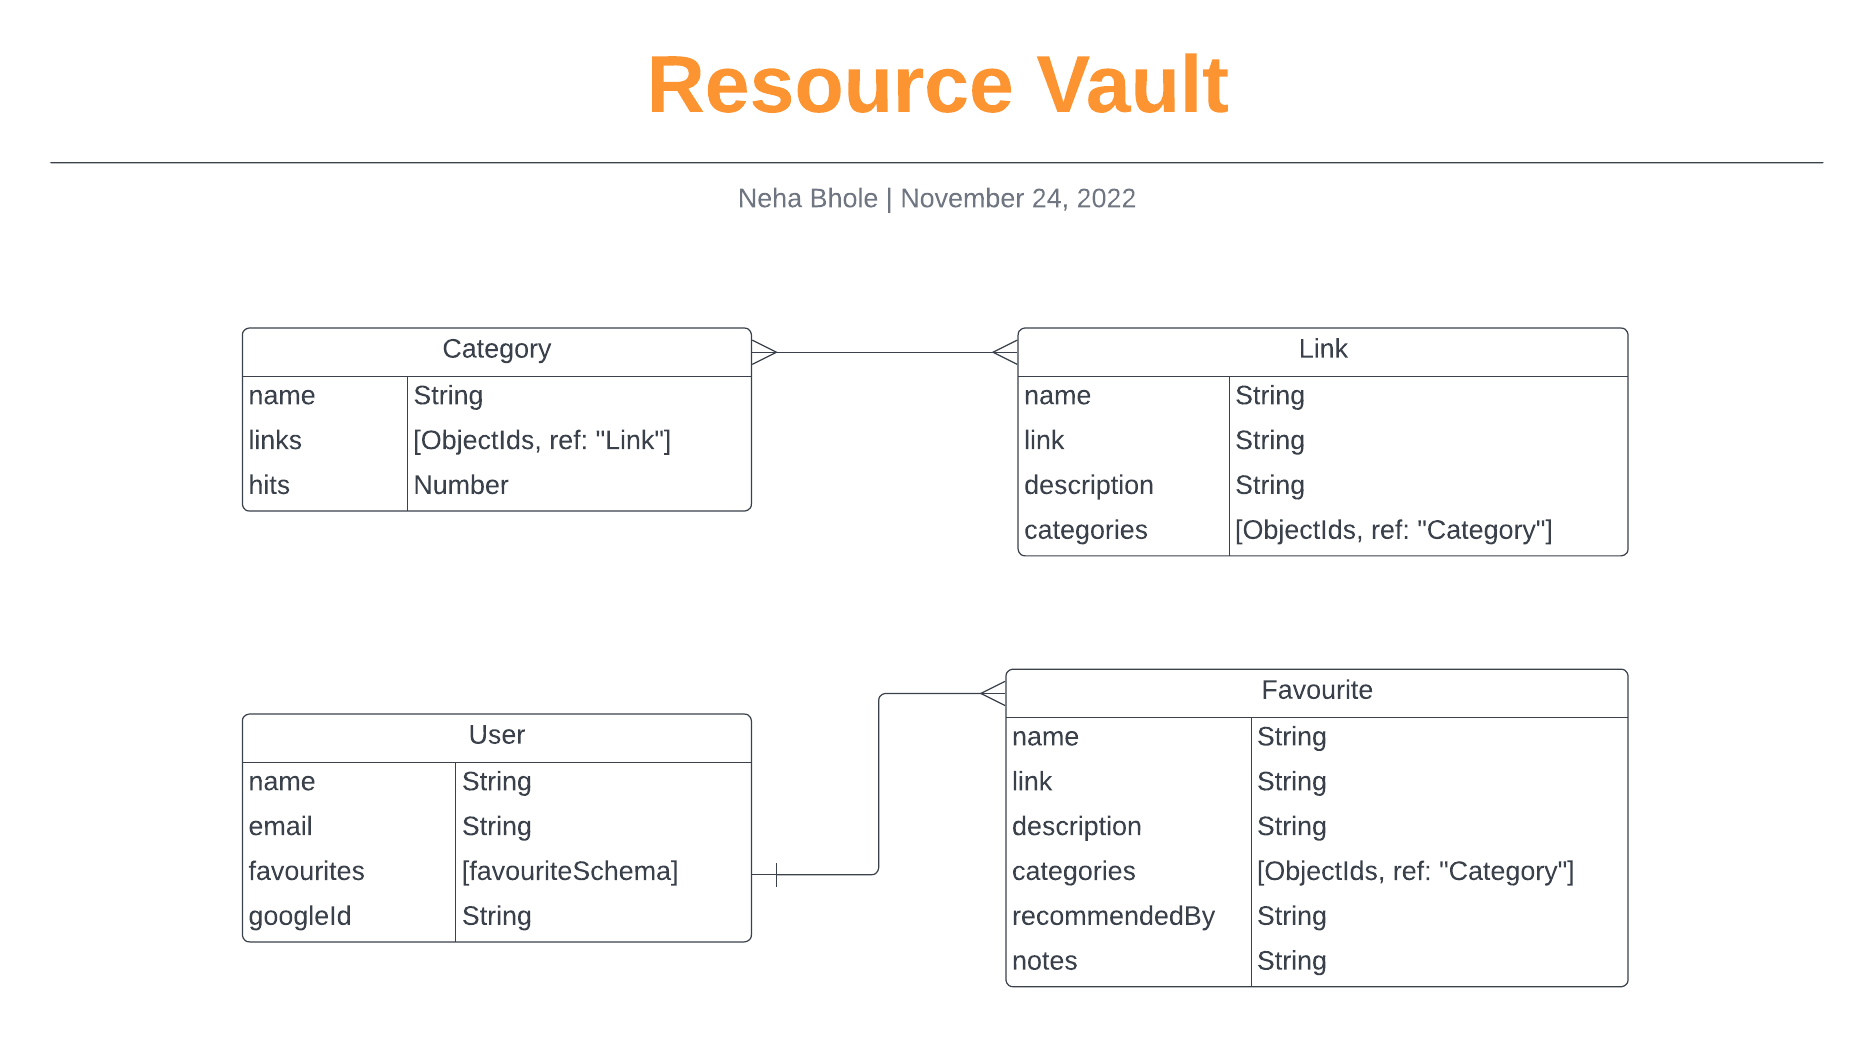 Resource Vault
Neha Bhole | November 24, 2022
Category
name String
links [ObjectIds, ref: "Link"]
hits Number
Link
name String
link String
description String
categories [ObjectIds, ref: "Category"]
User
name String
email String
favourites [favouriteSchema]
googleId String
Favourite
name String
link String
description String
categories [ObjectIds, ref: "Category"]
recommendedBy String
notes String